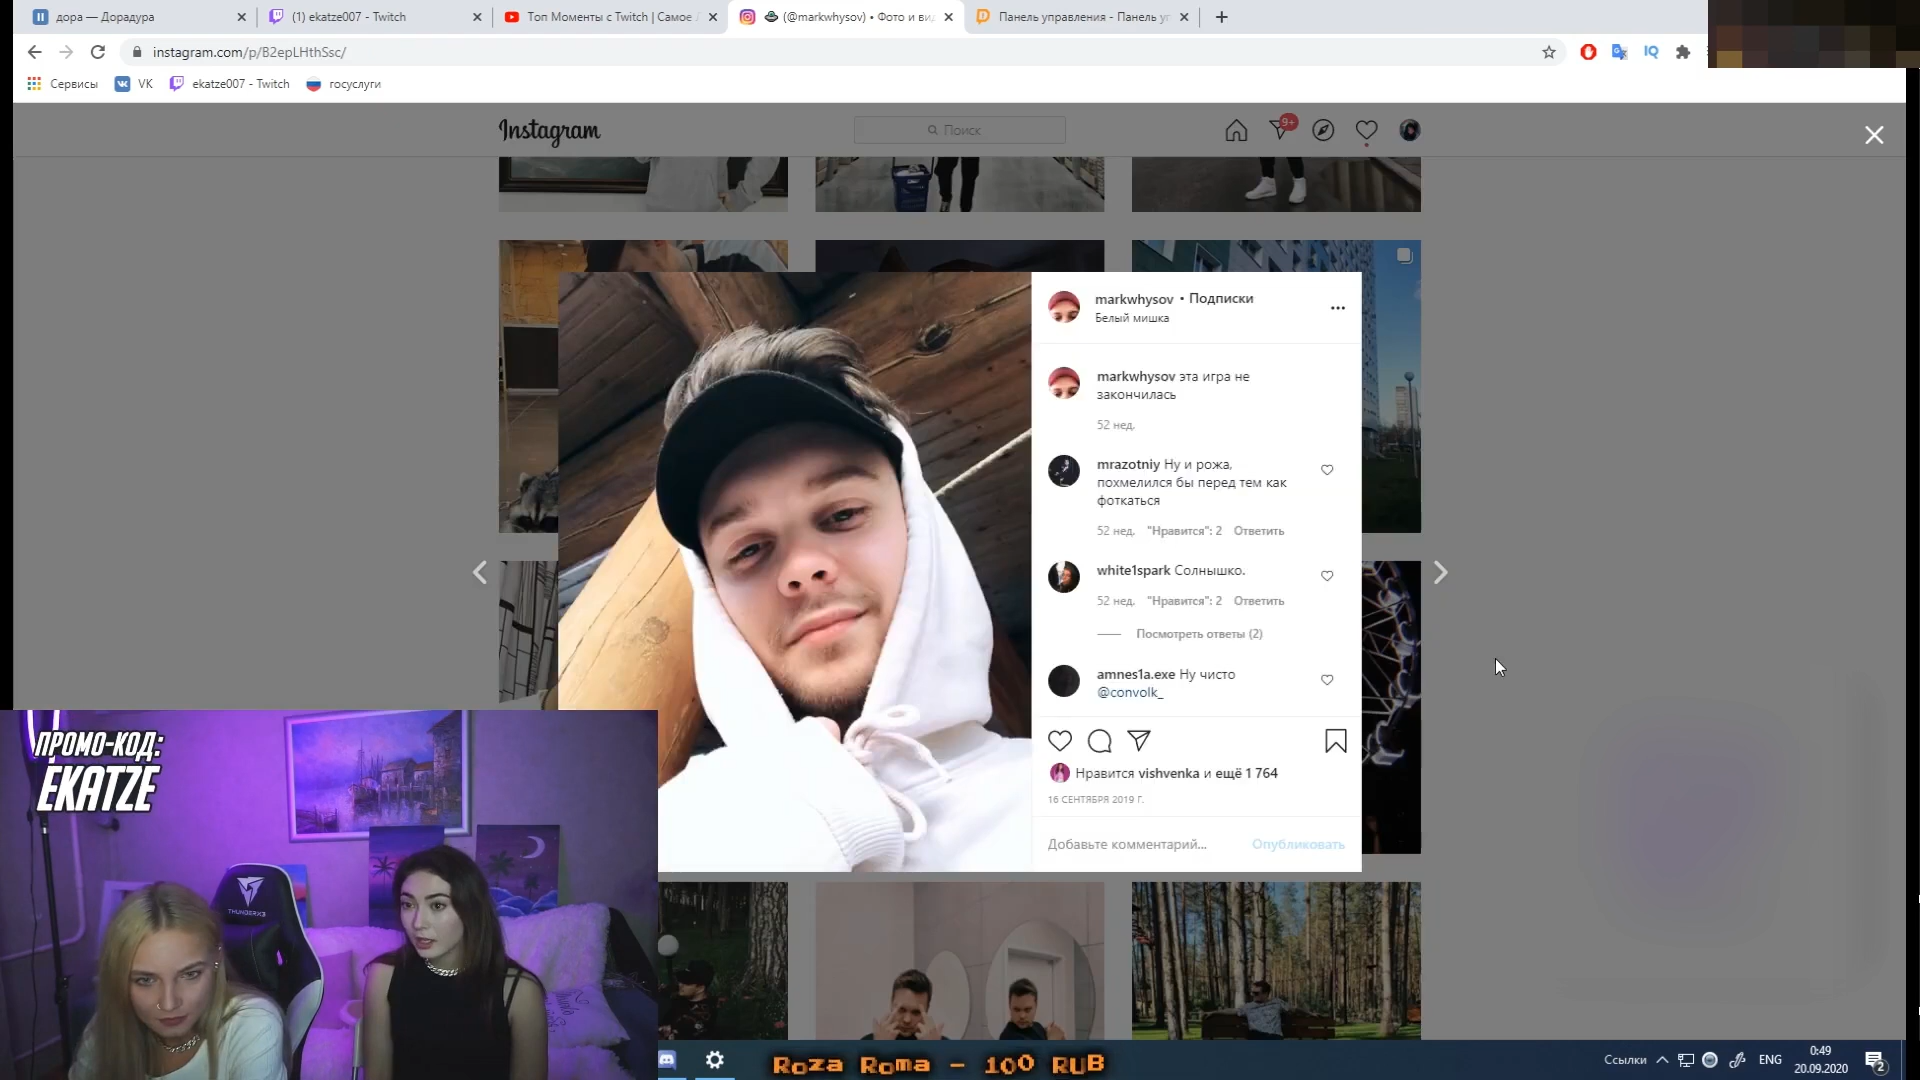 дора — Дорадура
(1) ekatze007 - Twitch
Топ Моменты с Twitch | Самое
(@markwhysov) • Фото и ви
Панель управления - Панель уг
instagram.com/p/B2epLHthSsc/
Сервисы
VK
ekatze007 - Twitch
госуслуги
Instagram
Поиск
9+
markwhysov • Подписки
Белый мишка
markwhysov эта игра не
закончилась
52 нед.
mrazotniy Ну и рожа,
похмелился бы перед тем как
фоткаться
52 нед. "Нравится": 2 Ответить
white1spark Солнышко.
52 нед. "Нравится": 2 Ответить
Посмотреть ответы (2)
amnes1a.exe Ну чисто
@convolk_
Нравится vishvenka и ещё 1 764
16 СЕНТЯБРЯ 2019 Г.
Добавьте комментарий...
Опубликовать
ПРОМО-КОД:
EKATZE
THUNDERX3
Roza Roma - 100 RUB
Ссылки
ENG
0:49
20.09.2020
2